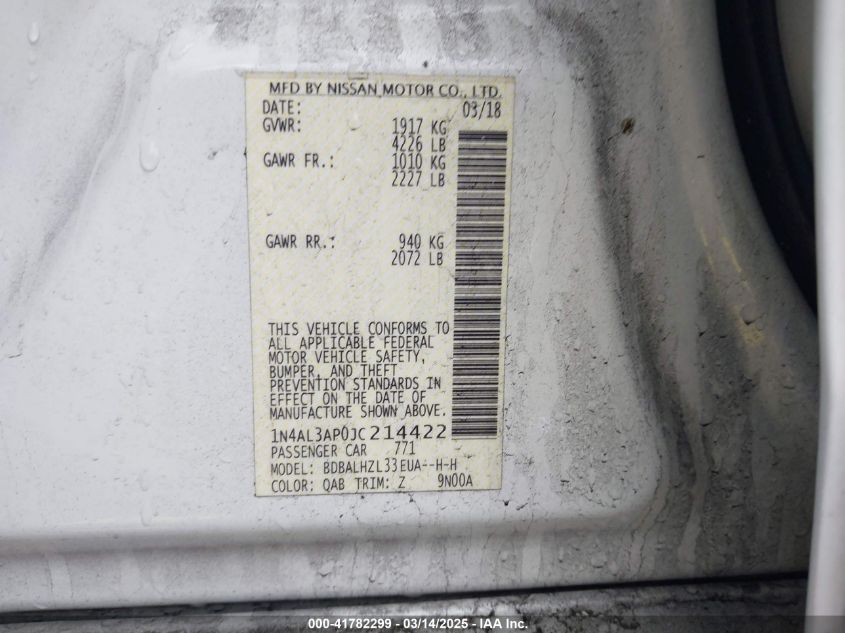 MFD BY NISSAN MOTOR CO., LTD.
DATE: 03/18
GVWR: 1917 KG
4226 LB
GAWR FR.: 1010 KG
2227 LB
GAWR RR.: 940 KG
2072 LB
THIS VEHICLE CONFORMS TO
ALL APPLICABLE FEDERAL
MOTOR VEHICLE SAFETY,
BUMPER, AND THEFT
PREVENTION STANDARDS IN
EFFECT ON THE DATE OF
MANUFACTURE SHOWN ABOVE.
1N4AL3AP0JC214422
PASSENGER CAR 771
MODEL: BDBALHZL33EUA--H-H
COLOR: QAB TRIM: Z 9N00A
000-41782299 - 03/14/2025 - IAA Inc.